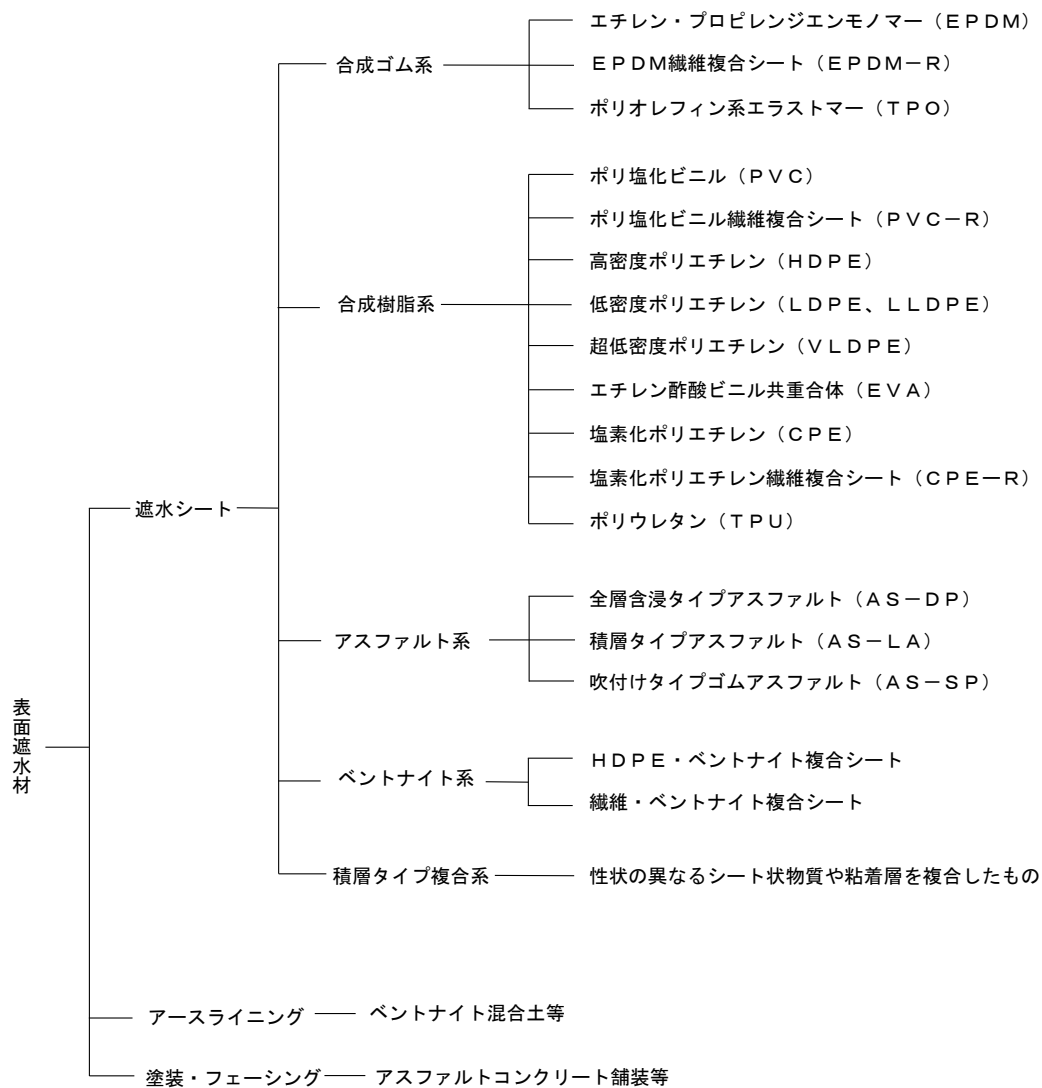 表面遮水材
遮水シート
合成ゴム系
エチレン・プロピレンジエンモノマー（ＥＰＤＭ）
ＥＰＤＭ繊維複合シート（ＥＰＤＭ－Ｒ）
ポリオレフィン系エラストマー（ＴＰＯ）
合成樹脂系
ポリ塩化ビニル（ＰＶＣ）
ポリ塩化ビニル繊維複合シート（ＰＶＣ－Ｒ）
高密度ポリエチレン（ＨＤＰＥ）
低密度ポリエチレン（ＬＤＰＥ、ＬＬＤＰＥ）
超低密度ポリエチレン（ＶＬＤＰＥ）
エチレン酢酸ビニル共重合体（ＥＶＡ）
塩素化ポリエチレン（ＣＰＥ）
塩素化ポリエチレン繊維複合シート（ＣＰＥーＲ）
ポリウレタン（ＴＰＵ）
アスファルト系
全層含浸タイプアスファルト（ＡＳ－ＤＰ）
積層タイプアスファルト（ＡＳ－ＬＡ）
吹付けタイプゴムアスファルト（ＡＳ－ＳＰ）
ベントナイト系
ＨＤＰＥ・ベントナイト複合シート
繊維・ベントナイト複合シート
積層タイプ複合系
性状の異なるシート状物質や粘着層を複合したもの
アースライニング
ベントナイト混合土等
塗装・フェーシング
アスファルトコンクリート舗装等